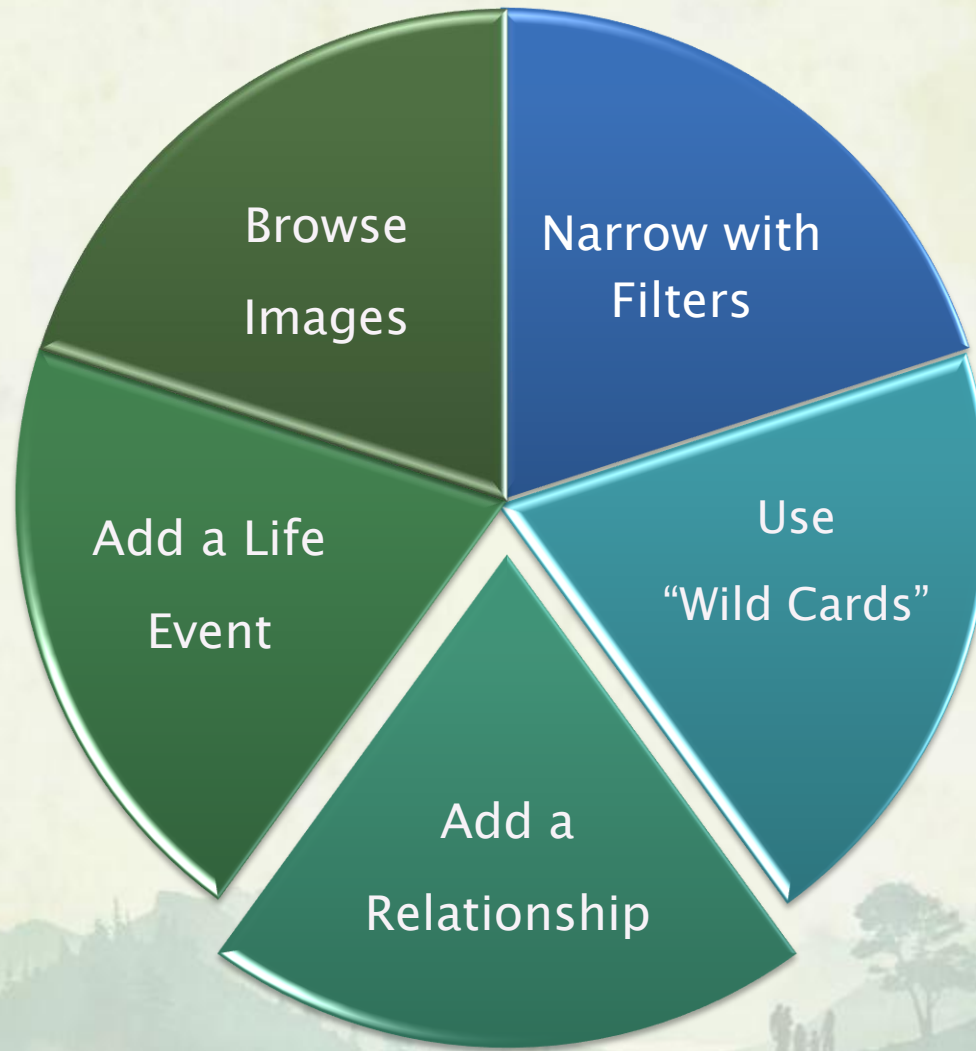 Browse
Images
Narrow with
Filters
Add a Life
Event
Use
“Wild Cards”
Add a
Relationship